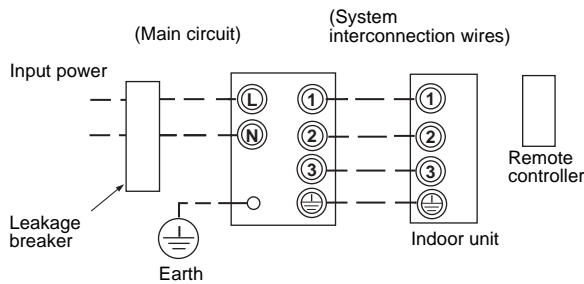 (Main circuit)
(System
interconnection wires)
Input power
L
N
1
2
3
1
2
3
Remote
controller
Leakage
breaker
Earth
Indoor unit